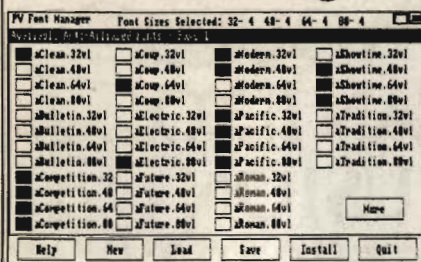 PV Font Manager Font Sizes Selected: 32- 4 48- 4 64- 4 80- 4
Page 1
aClean.32vl aCoup.32vl aModern.32vl aShowtime.32vl
aClean.48vl aCoup.48vl aModern.48vl aShowtime.48vl
aClean.64vl aCoup.64vl aModern.64vl aShowtime.64vl
aClean.80vl aCoup.80vl aModern.80vl aShowtime.80vl
aBulletin.32vl aElectric.32vl aPacific.32vl aTradition.32vl
aBulletin.48vl aElectric.48vl aPacific.48vl aTradition.48vl
aBulletin.64vl aElectric.64vl aPacific.64vl aTradition.64vl
aBulletin.80vl aElectric.80vl aPacific.80vl aTradition.80vl
aCompetition.32 aFuture.32vl aRoman.32vl
aCompetition.48 aFuture.48vl aRoman.48vl
aCompetition.64 aFuture.64vl aRoman.64vl
aCompetition.80 aFuture.80vl aRoman.80vl
More
Help New Load Save Install Quit